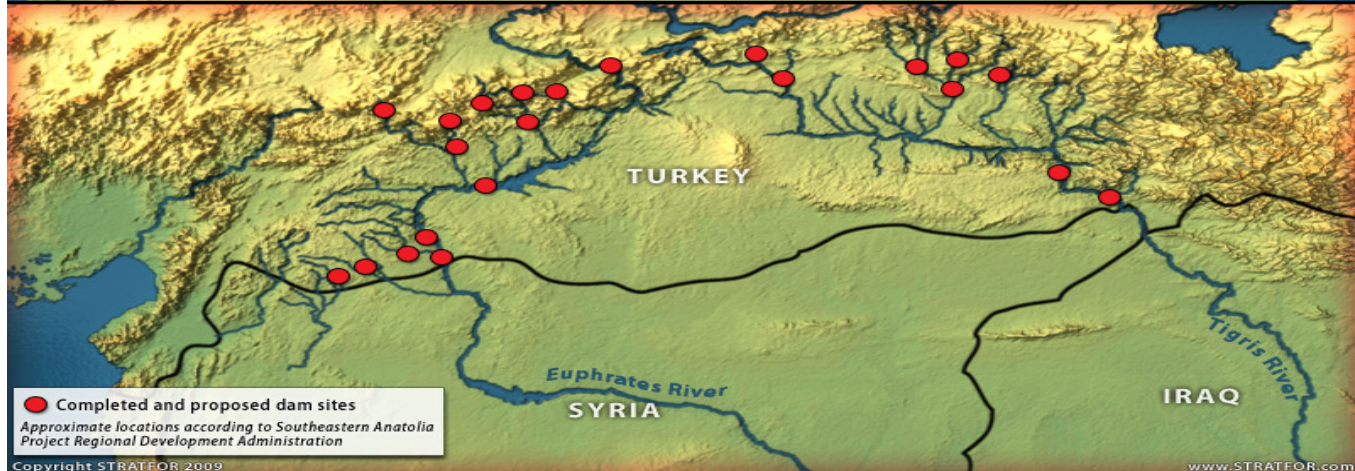 TURKEY
Euphrates River
SYRIA
Tigris River
IRAQ
Completed and proposed dam sites
Approximate locations according to Southeastern Anatolia
Project Regional Development Administration
Copyright STRATFOR 2009
www.STRATFOR.com